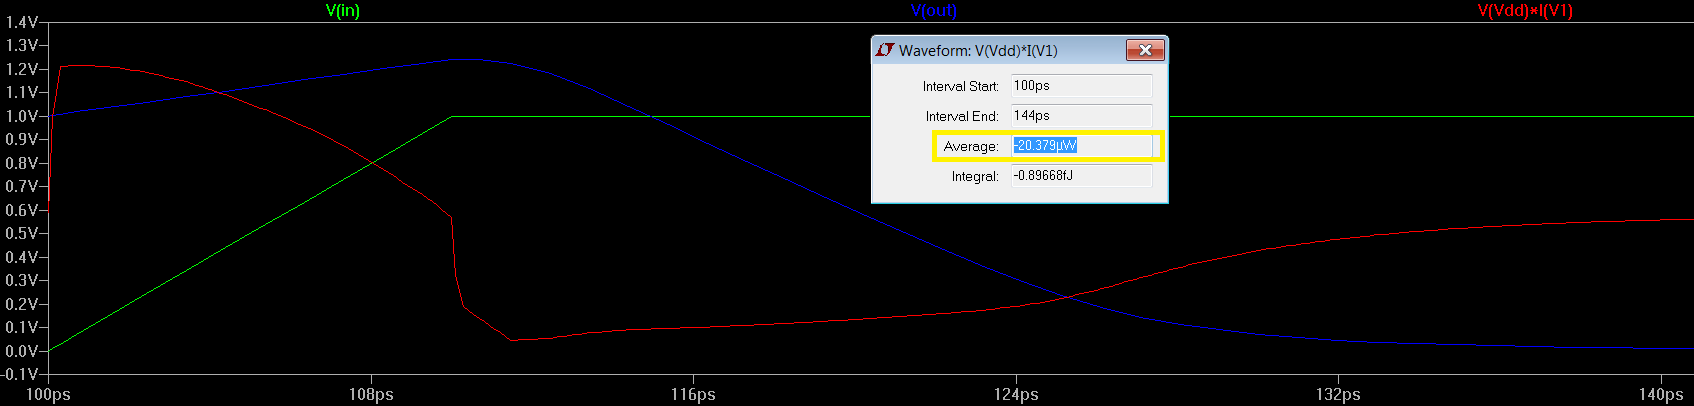 V(in) V(out) V(Vdd)*I(V1)
1.4V
1.3V
1.2V
1.1V
1.0V
0.9V
0.8V
0.7V
0.6V
0.5V
0.4V
0.3V
0.2V
0.1V
0.0V
-0.1V
Waveform: V(Vdd)*I(V1)
Interval Start: 100ps
Interval End: 144ps
Average: -20.379µW
Integral: -0.89668fJ
100ps 108ps 116ps 124ps 132ps 140ps